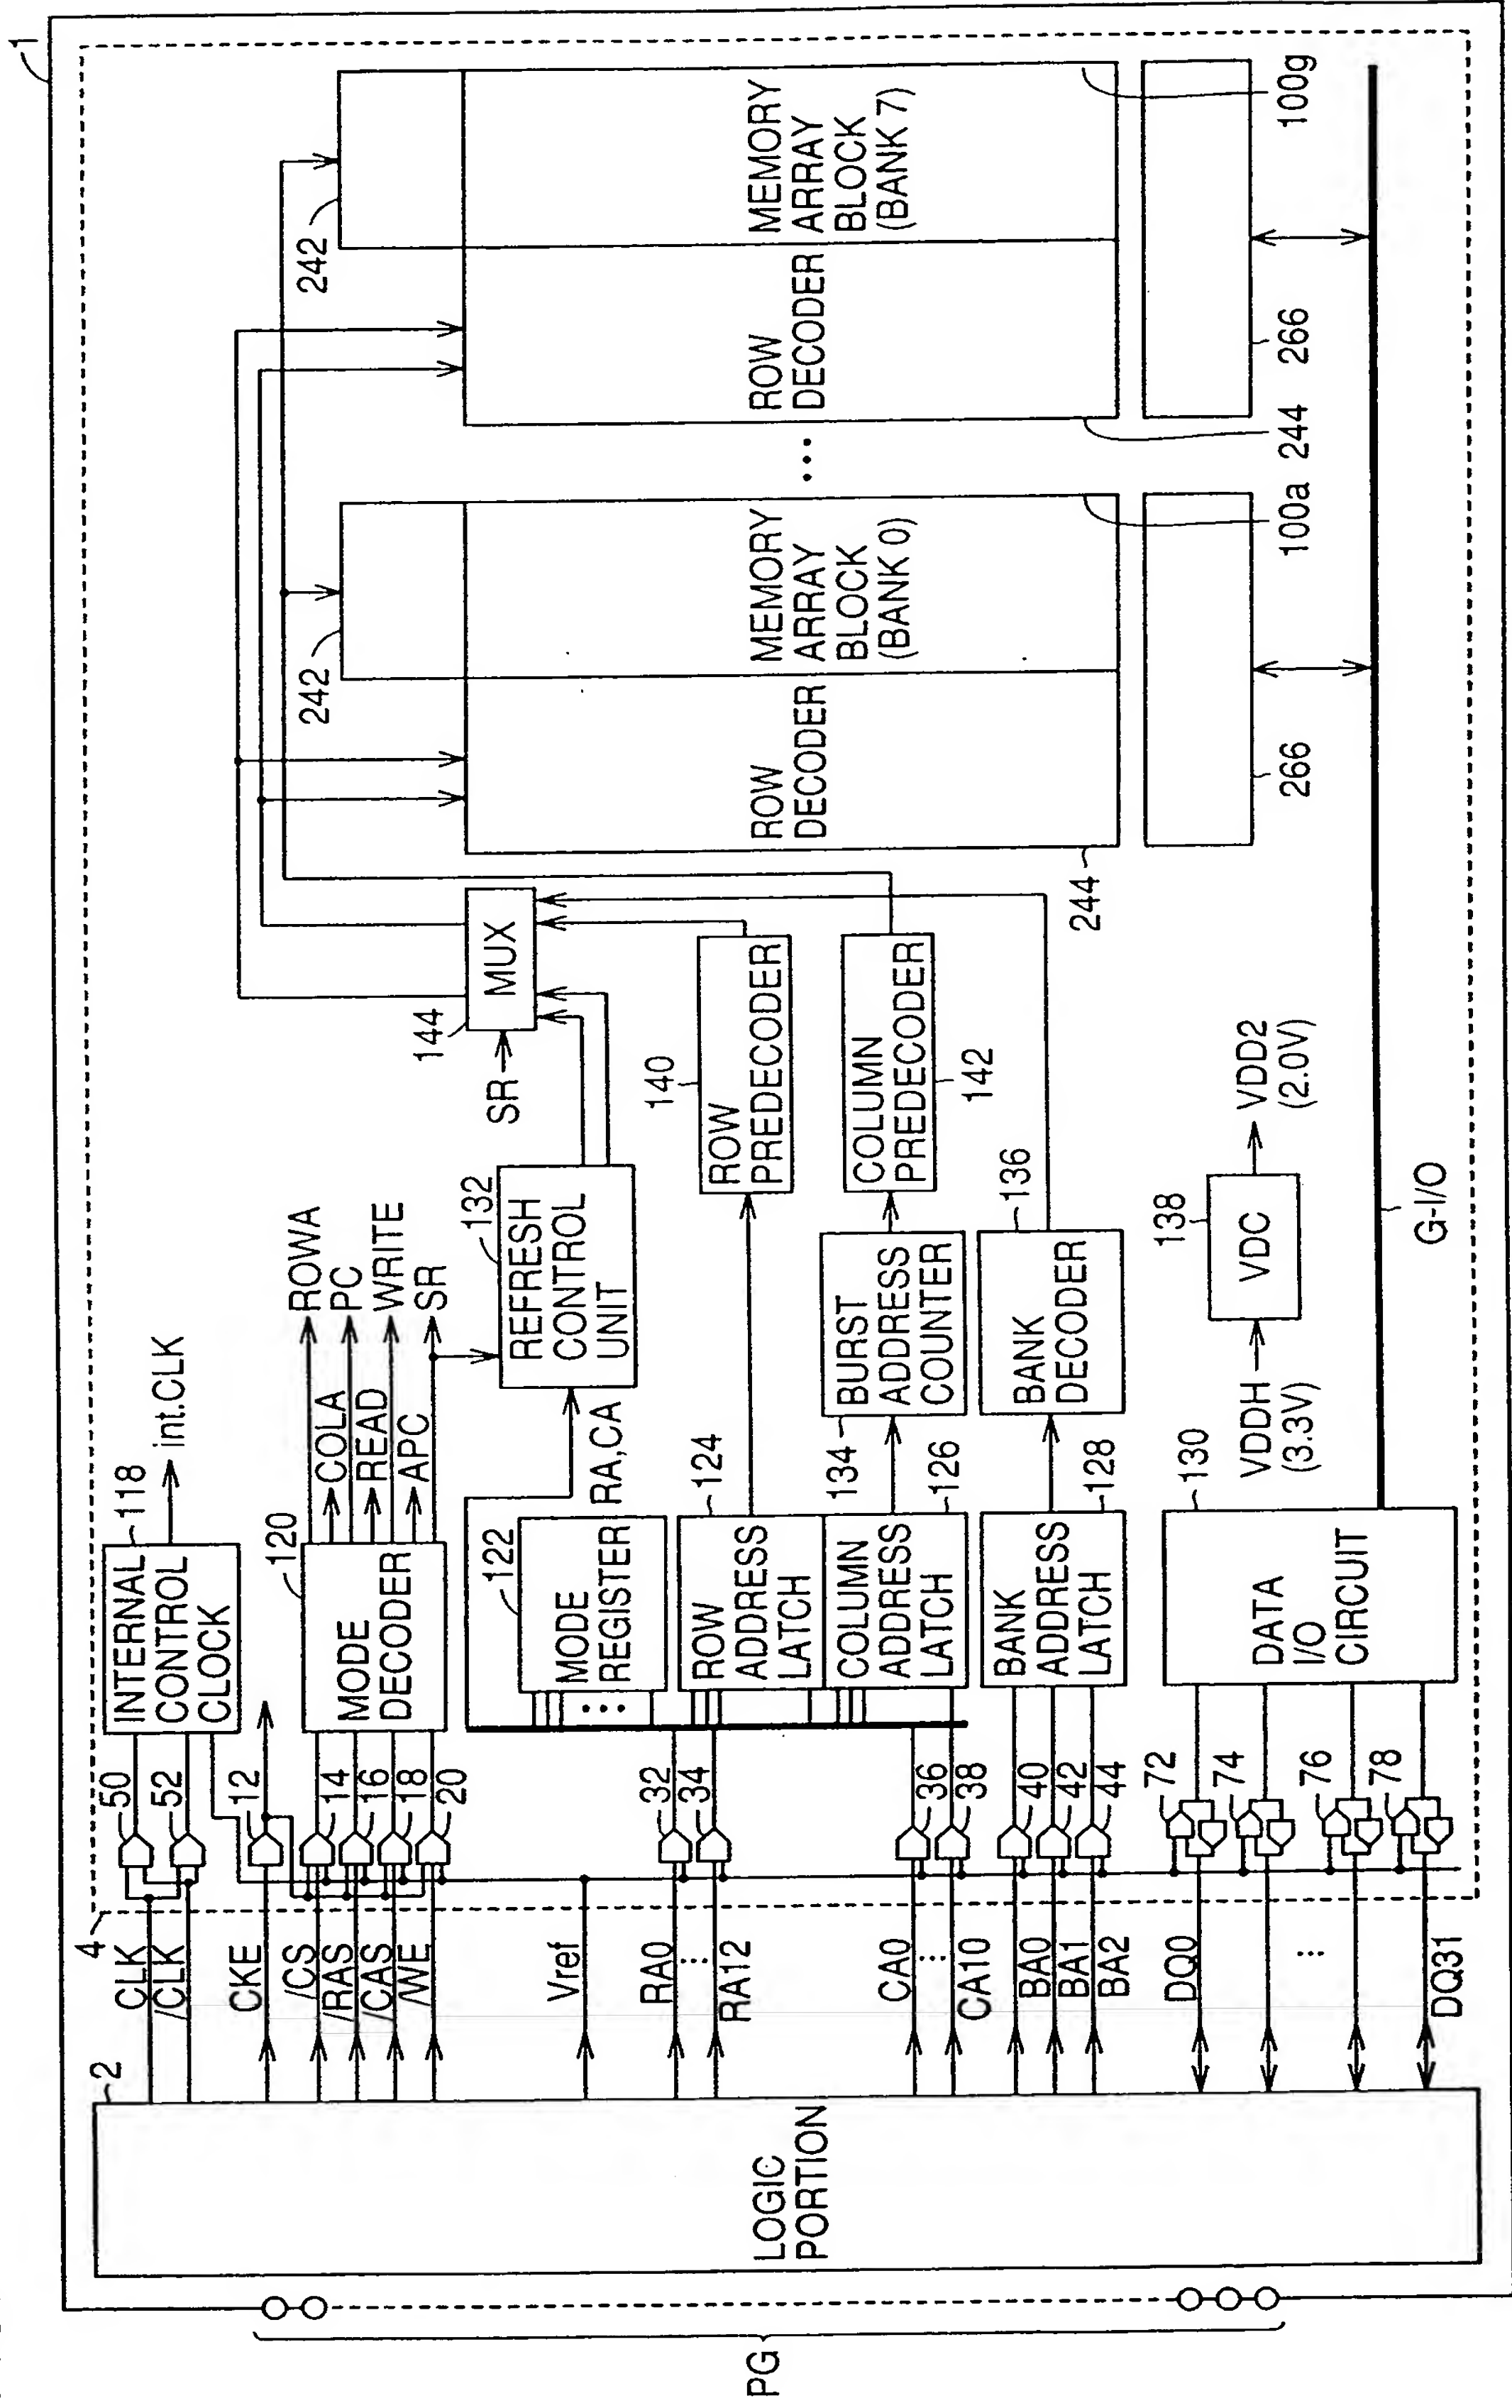 1
PG
LOGIC
PORTION
2
4
CLK
/CLK
CKE
/CS
/RAS
/CAS
/WE
Vref
RA0
RA12
CA0
CA10
BA0
BA1
BA2
DQ0
DQ31
50
52
12
14
16
18
20
32
34
36
38
40
42
44
72
74
76
78
INTERNAL
CONTROL
CLOCK
118
int.CLK
MODE
DECODER
120
ROWA
COLA
PC
READ
WRITE
APC
SR
MODE
REGISTER
122
RA,CA
ROW
ADDRESS
LATCH
124
COLUMN
ADDRESS
LATCH
126
BANK
ADDRESS
LATCH
128
DATA
I/O
CIRCUIT
130
REFRESH
CONTROL
UNIT
132
BURST
ADDRESS
COUNTER
134
BANK
DECODER
136
VDDH
(3.3V)
VDC
138
VDD2
(2.0V)
G-I/O
SR
MUX
144
ROW
PREDECODER
140
COLUMN
PREDECODER
142
ROW
DECODER
244
MEMORY
ARRAY
BLOCK
(BANK 0)
242
100a
266
ROW
DECODER
244
MEMORY
ARRAY
BLOCK
(BANK 7)
242
100g
266